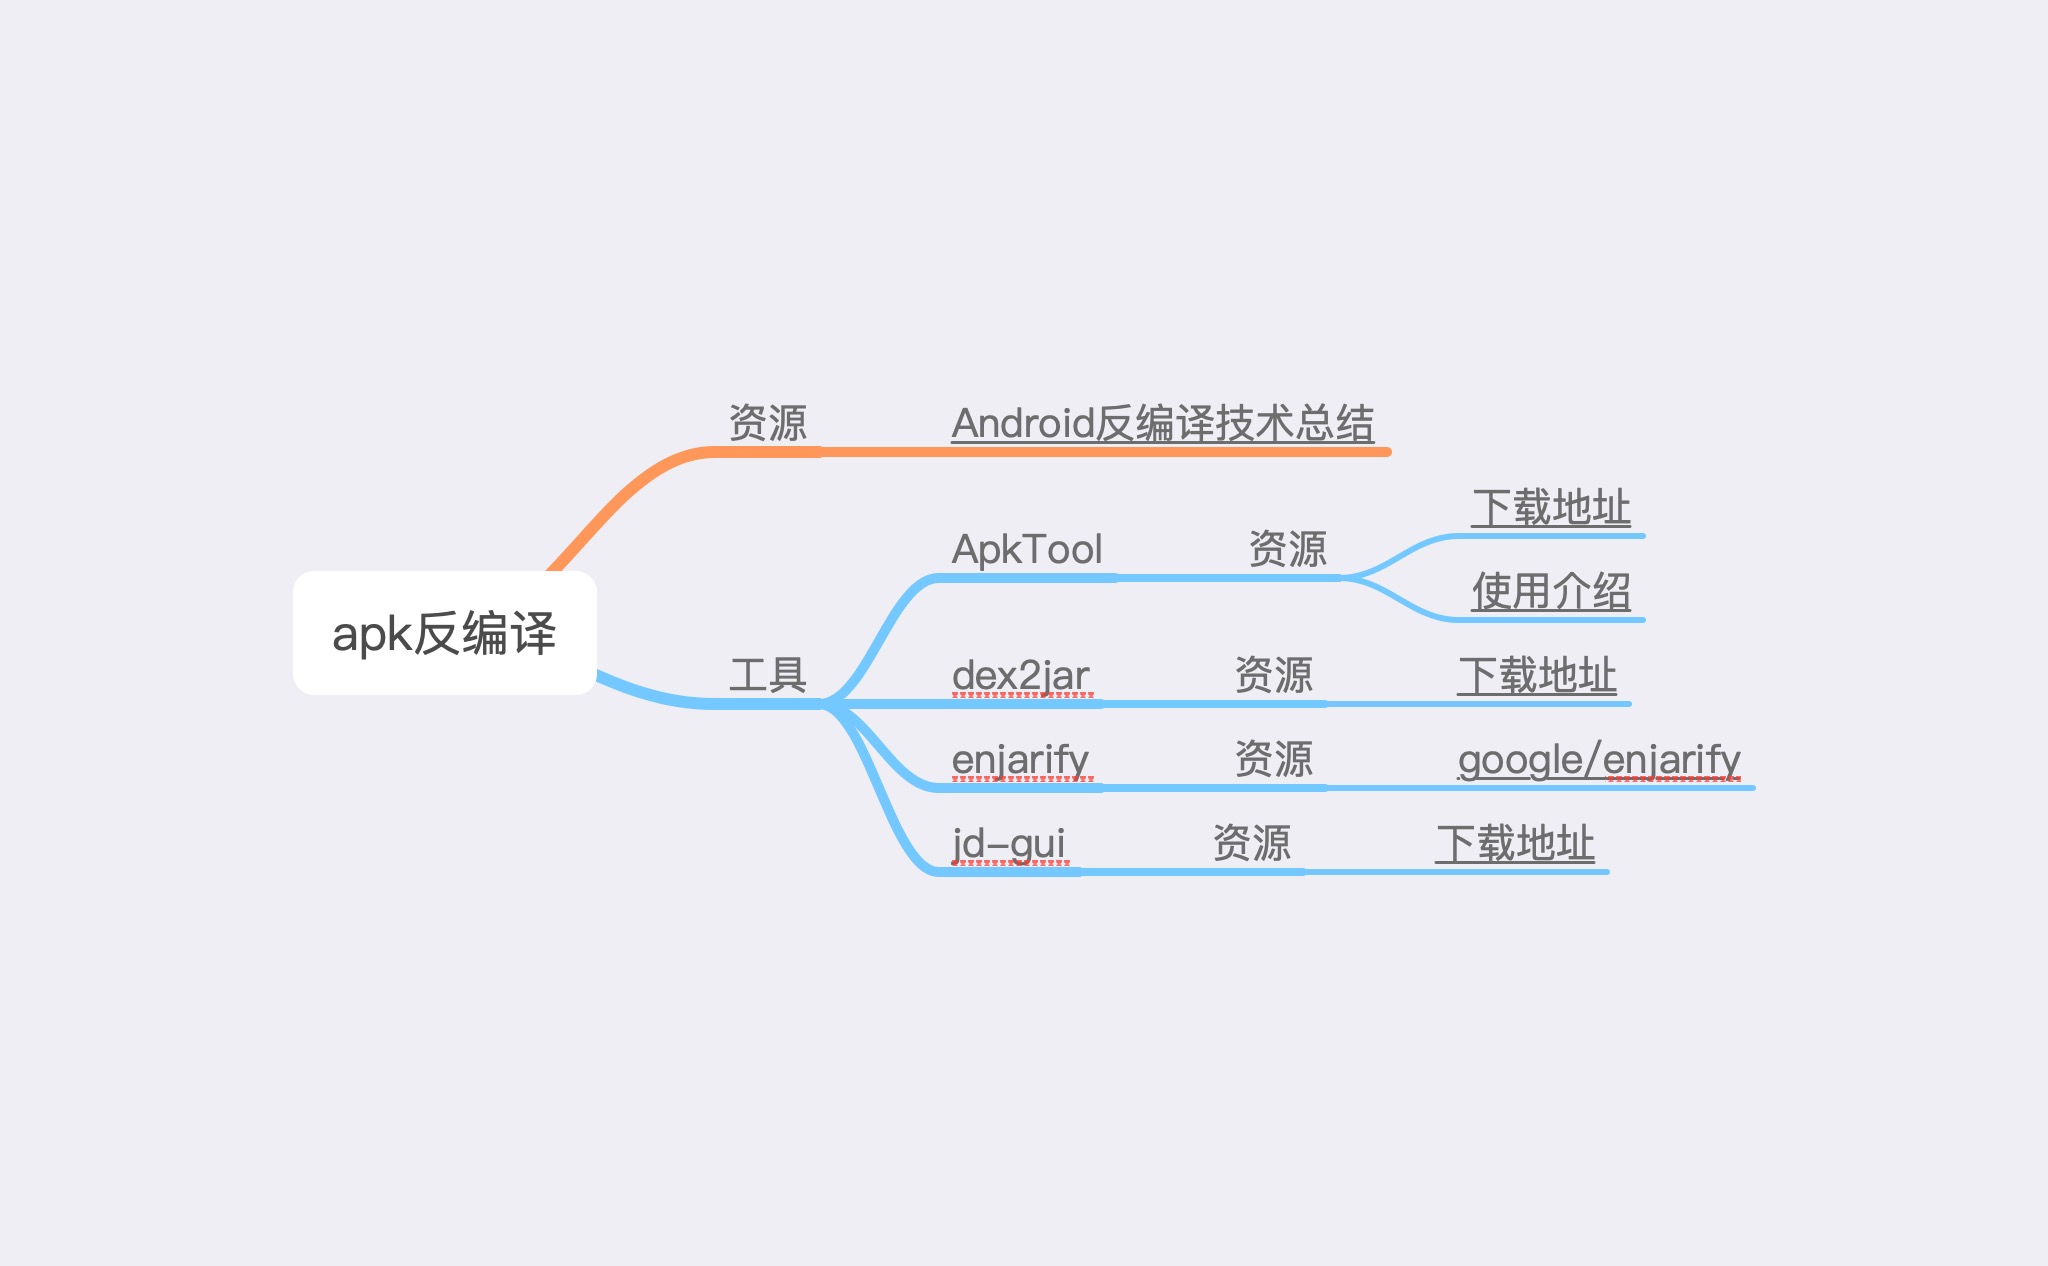 资源
Android反编译技术总结
下载地址
ApkTool
资源
使用介绍
apk反编译
工具
dex2jar
资源
下载地址
enjarify
资源
google/enjarify
jd-gui
资源
下载地址